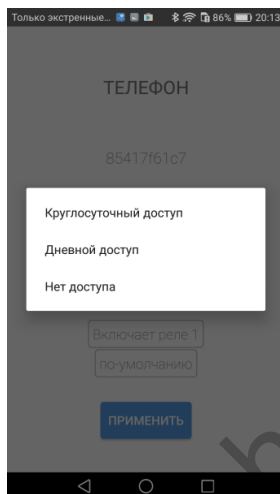 Только экстренные... 86% 20:13
ТЕЛЕФОН
85417f61c7
Круглосуточный доступ
Дневной доступ
Нет доступа
Включает реле 1
по-умолчанию
ПРИМЕНИТЬ